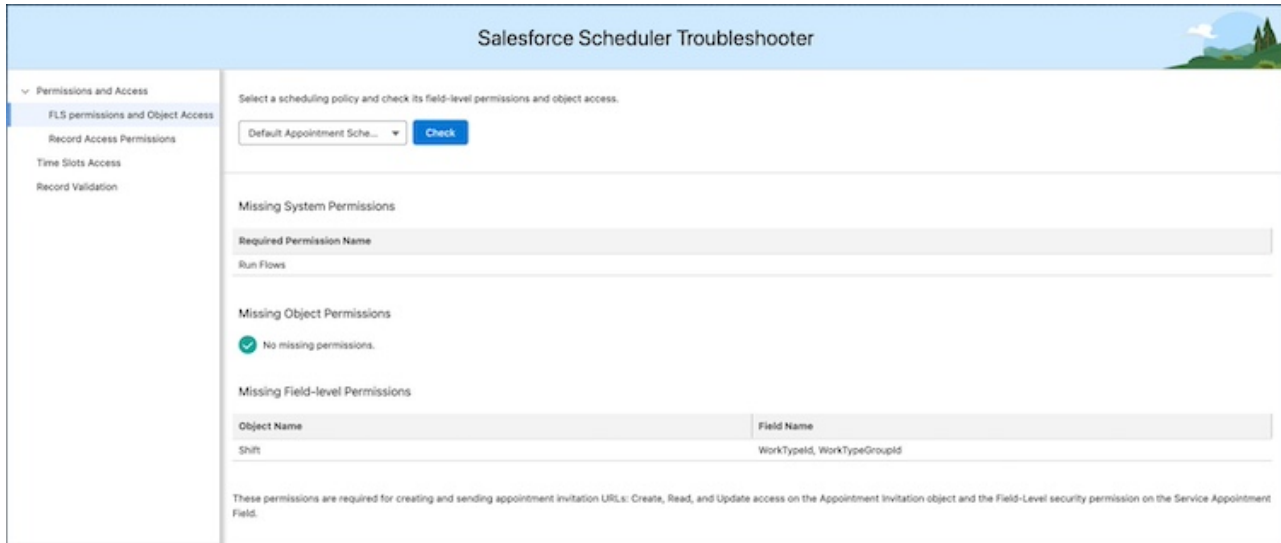 Salesforce Scheduler Troubleshooter
Permissions and Access
FLS permissions and Object Access
Record Access Permissions
Time Slots Access
Record Validation
Select a scheduling policy and check its field-level permissions and object access.
Default Appointment Sche...
Check
Missing System Permissions
Required Permission Name
Run Flows
Missing Object Permissions
No missing permissions.
Missing Field-level Permissions
Object Name Field Name
Shift WorkTypeId, WorkTypeGroupId
These permissions are required for creating and sending appointment invitation URLs: Create, Read, and Update access on the Appointment Invitation object and the Field-Level security permission on the Service Appointment
Field.